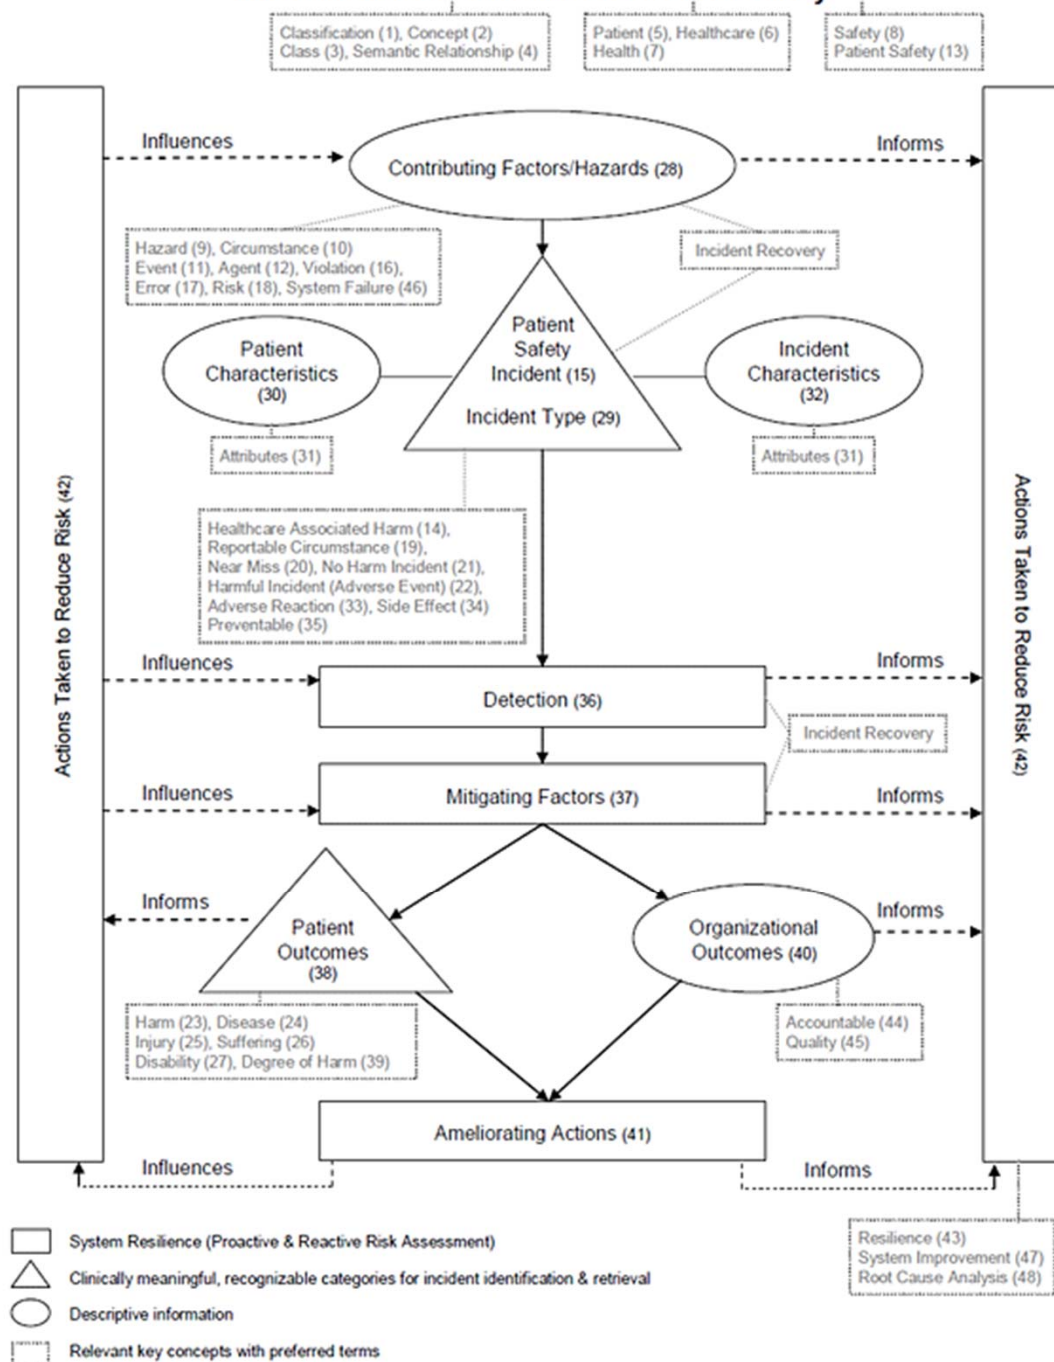 Classification (1), Concept (2)
Class (3), Semantic Relationship (4)
Patient (5), Healthcare (6)
Health (7)
Safety (8)
Patient Safety (13)
Influences
Contributing Factors/Hazards (28)
Informs
Hazard (9), Circumstance (10)
Event (11), Agent (12), Violation (16),
Error (17), Risk (18), System Failure (46)
Incident Recovery
Patient
Characteristics
(30)
Patient
Safety
Incident (15)
Incident Type (29)
Incident
Characteristics
(32)
Attributes (31)
Attributes (31)
Actions Taken to Reduce Risk (42)
Actions Taken to Reduce Risk (42)
Healthcare Associated Harm (14),
Reportable Circumstance (19),
Near Miss (20), No Harm Incident (21),
Harmful Incident (Adverse Event) (22),
Adverse Reaction (33), Side Effect (34)
Preventable (35)
Influences
Detection (36)
Informs
Incident Recovery
Influences
Mitigating Factors (37)
Informs
Informs
Patient
Outcomes
(38)
Organizational
Outcomes (40)
Informs
Harm (23), Disease (24)
Injury (25), Suffering (26)
Disability (27), Degree of Harm (39)
Accountable (44)
Quality (45)
Ameliorating Actions (41)
Influences
Informs
Resilience (43)
System Improvement (47)
Root Cause Analysis (48)
System Resilience (Proactive & Reactive Risk Assessment)
Clinically meaningful, recognizable categories for incident identification & retrieval
Descriptive information
Relevant key concepts with preferred terms